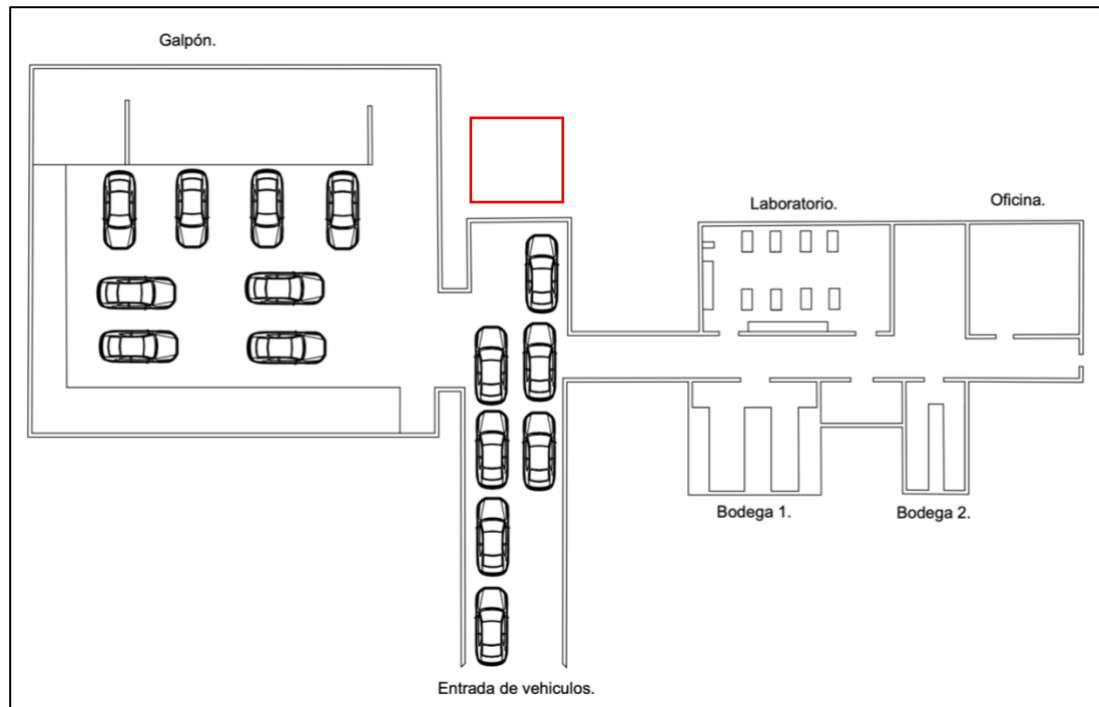 Galpón.
Laboratorio.
Oficina.
Bodega 1.
Bodega 2.
Entrada de vehiculos.